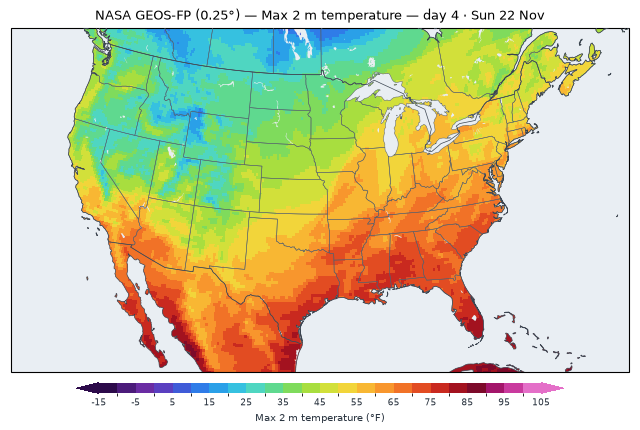 NASA GEOS-FP (0.25°) — Max 2 m temperature — day 4 · Sun 22 Nov
-15 -5 5 15 25 35 45 55 65 75 85 95 105
Max 2 m temperature (°F)